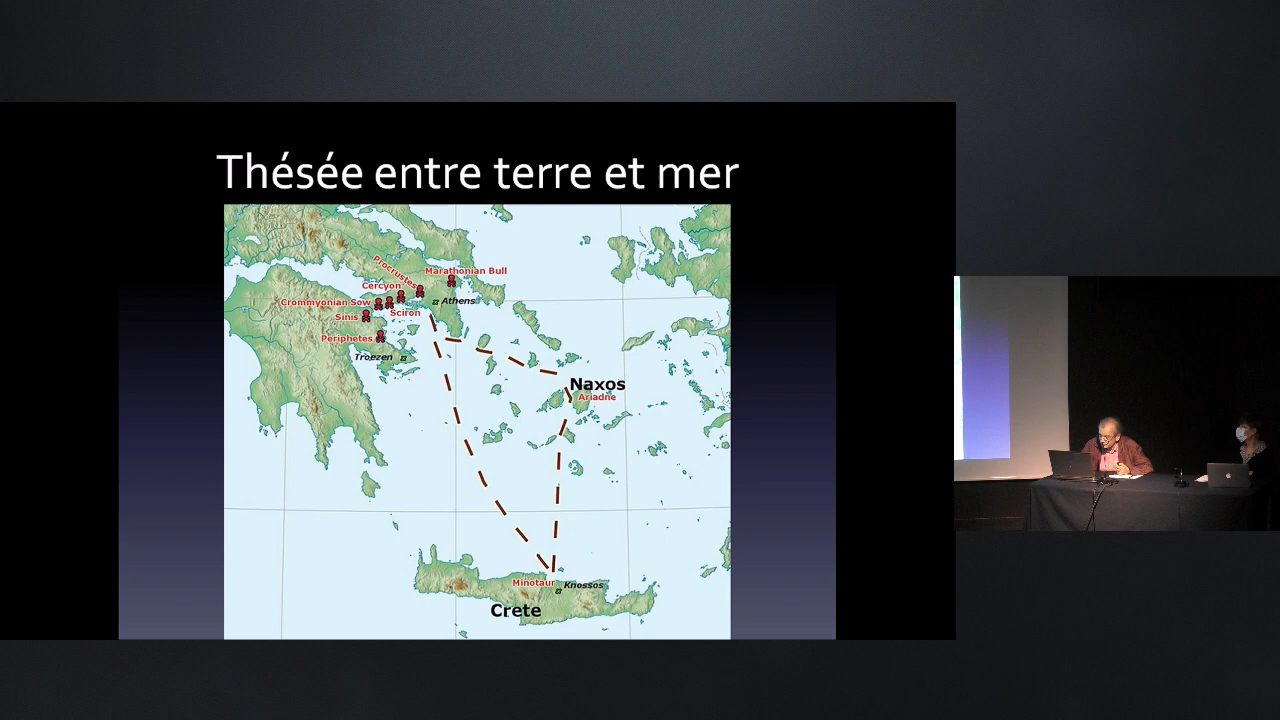 Thésée entre terre et mer
Procrustes
Marathonian Bull
Cercyon
Crommyonian Sow
Athens
Sciron
Sinis
Periphetes
Troezen
Naxos
Ariadne
Minotaur
Knossos
Crete